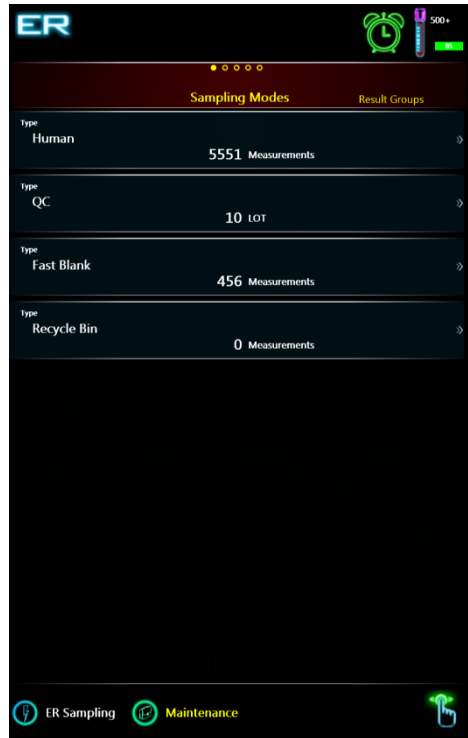 ER
T
500+
85
Sampling Modes
Result Groups
Type
Human
5551 Measurements
Type
QC
10 LOT
Type
Fast Blank
456 Measurements
Type
Recycle Bin
0 Measurements
ER Sampling
Maintenance